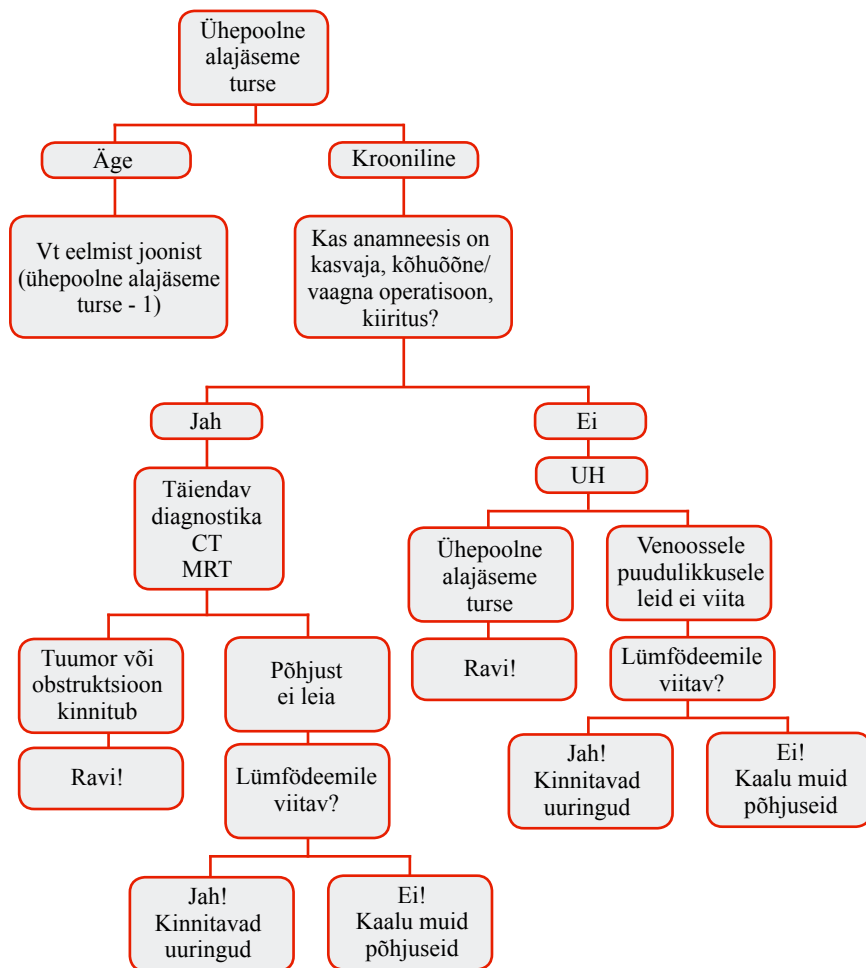 Ühepoolne
alajäseme
turse
Äge
Krooniline
Vt eelmist joonist
(ühepoolne alajäseme
turse - 1)
Kas anamneesis on
kasvaja, kõhuõõne/
vaagna operatisoon,
kiiritus?
Jah
Ei
Täiendav
diagnostika
CT
MRT
UH
Ühepoolne
alajäseme
turse
Venoossele
puudulikkusele
leid ei viita
Tuumor või
obstruktsioon
kinnitub
Põhjust
ei leia
Ravi!
Lümfödeemile
viitav?
Ravi!
Lümfödeemile
viitav?
Jah!
Kinnitavad
uuringud
Ei!
Kaalu muid
põhjuseid
Jah!
Kinnitavad
uuringud
Ei!
Kaalu muid
põhjuseid